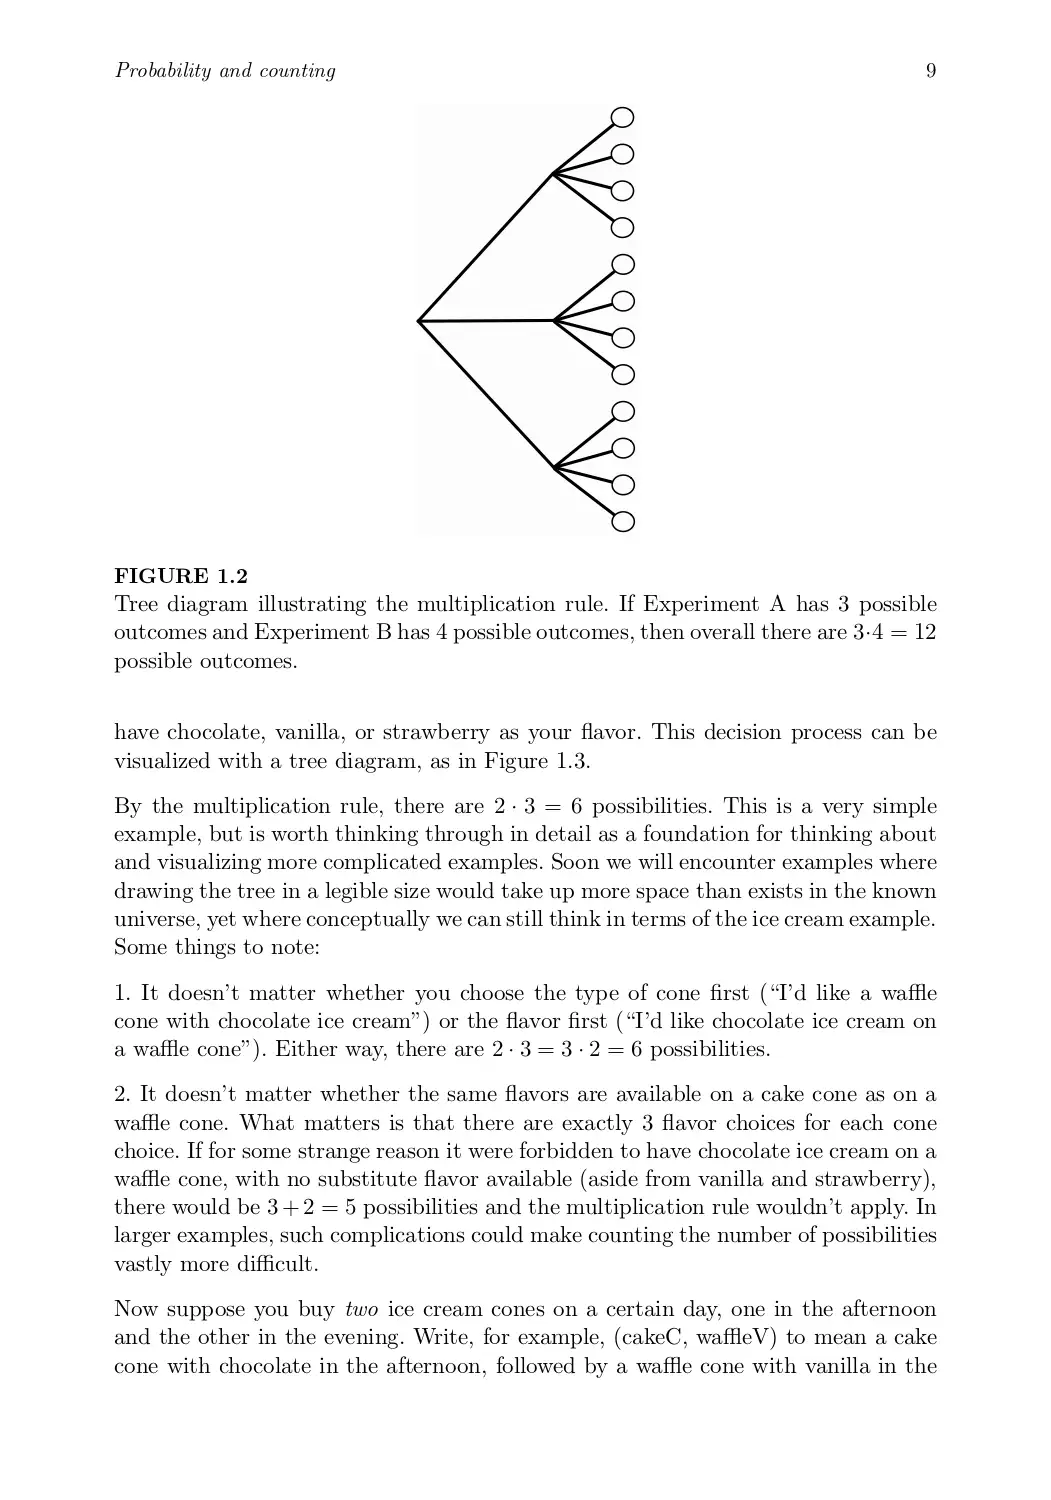 Probability and counting 9
FIGURE 1.2
Tree diagram illustrating the multiplication rule. If Experiment A has 3 possible
outcomes and Experiment B has 4 possible outcomes, then overall there are 3·4 = 12
possible outcomes.
have chocolate, vanilla, or strawberry as your flavor. This decision process can be
visualized with a tree diagram, as in Figure 1.3.
By the multiplication rule, there are 2 · 3 = 6 possibilities. This is a very simple
example, but is worth thinking through in detail as a foundation for thinking about
and visualizing more complicated examples. Soon we will encounter examples where
drawing the tree in a legible size would take up more space than exists in the known
universe, yet where conceptually we can still think in terms of the ice cream example.
Some things to note:
1. It doesn’t matter whether you choose the type of cone first (“I’d like a waffle
cone with chocolate ice cream”) or the flavor first (“I’d like chocolate ice cream on
a waffle cone”). Either way, there are 2 · 3 = 3 · 2 = 6 possibilities.
2. It doesn’t matter whether the same flavors are available on a cake cone as on a
waffle cone. What matters is that there are exactly 3 flavor choices for each cone
choice. If for some strange reason it were forbidden to have chocolate ice cream on a
waffle cone, with no substitute flavor available (aside from vanilla and strawberry),
there would be 3 + 2 = 5 possibilities and the multiplication rule wouldn’t apply. In
larger examples, such complications could make counting the number of possibilities
vastly more difficult.
Now suppose you buy two ice cream cones on a certain day, one in the afternoon
and the other in the evening. Write, for example, (cakeC, waffleV) to mean a cake
cone with chocolate in the afternoon, followed by a waffle cone with vanilla in the